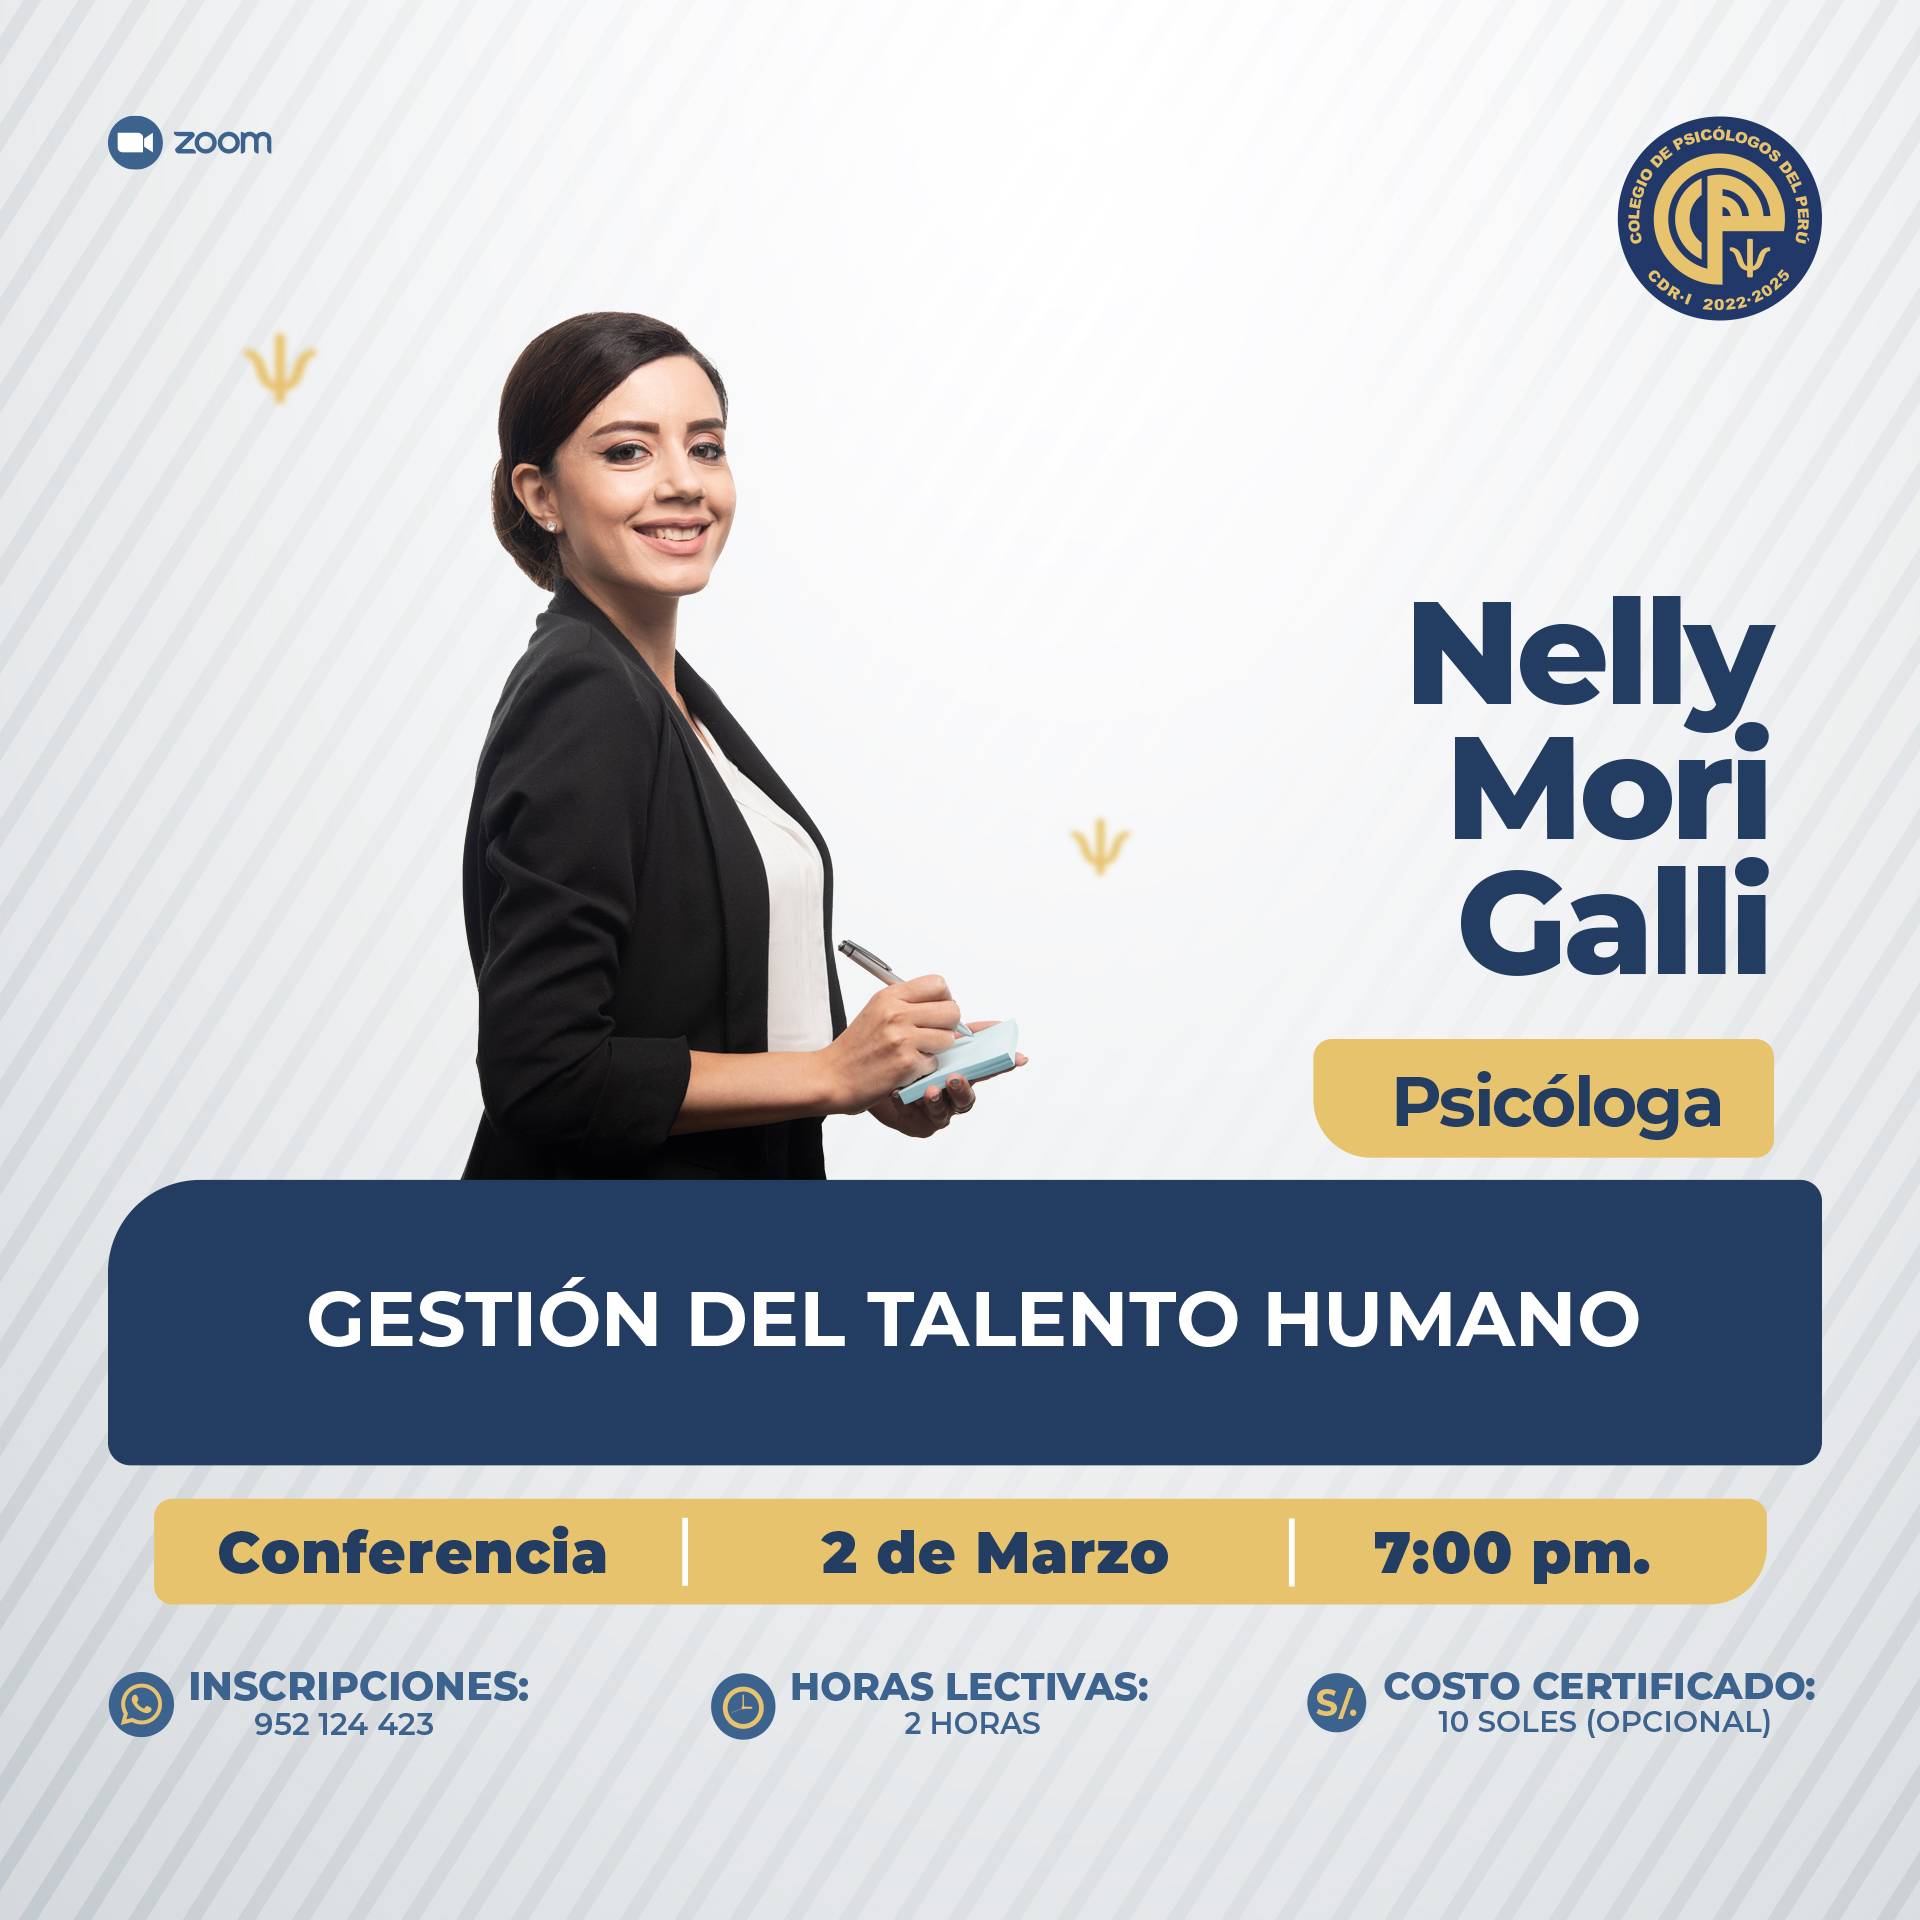 zoom
COLEGIO DE PSICÓLOGOS DEL PERÚ
CDR-I 2022-2025
Nelly
Mori
Galli
Psicóloga
GESTIÓN DEL TALENTO HUMANO
Conferencia
2 de Marzo
7:00 pm.
INSCRIPCIONES:
952 124 423
HORAS LECTIVAS:
2 HORAS
S/.
COSTO CERTIFICADO:
10 SOLES (OPCIONAL)